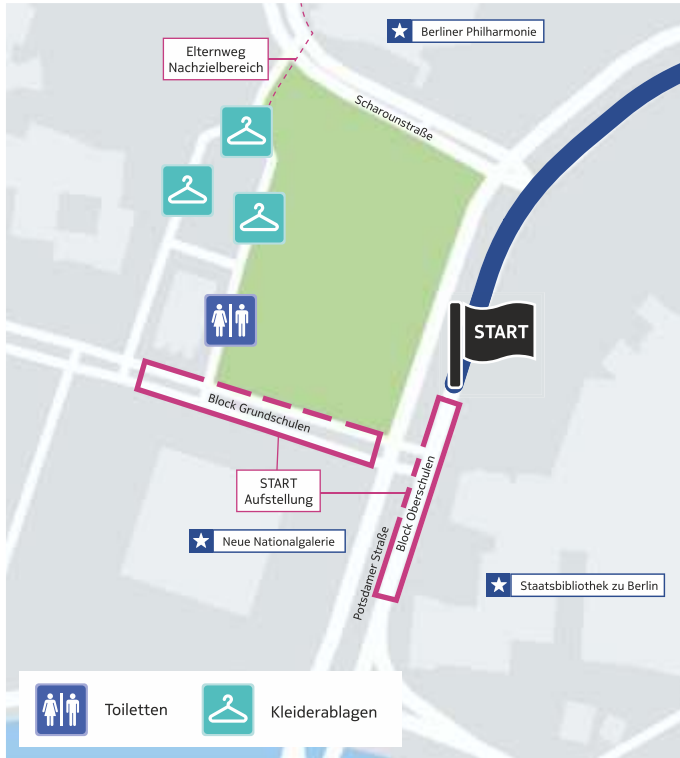 Berliner Philharmonie
Elternweg
Nachzielbereich
Scharounstraße
START
Block Grundschulen
START
Aufstellung
Block Oberschulen
Neue Nationalgalerie
Potsdamer Straße
Staatsbibliothek zu Berlin
Toiletten
Kleiderablagen